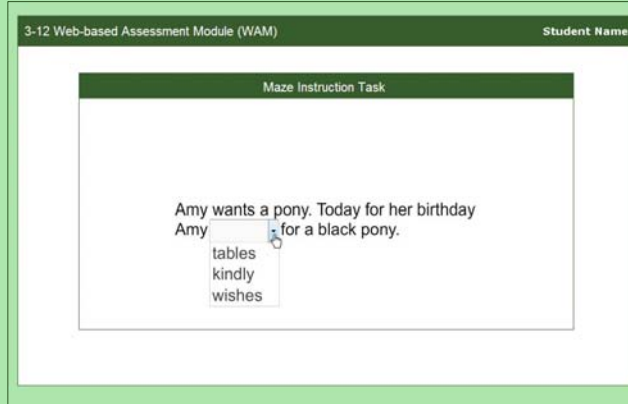 3-12 Web-based Assessment Module (WAM)
Student Name
Maze Instruction Task
Amy wants a pony. Today for her birthday
Amy for a black pony.
tables
kindly
wishes